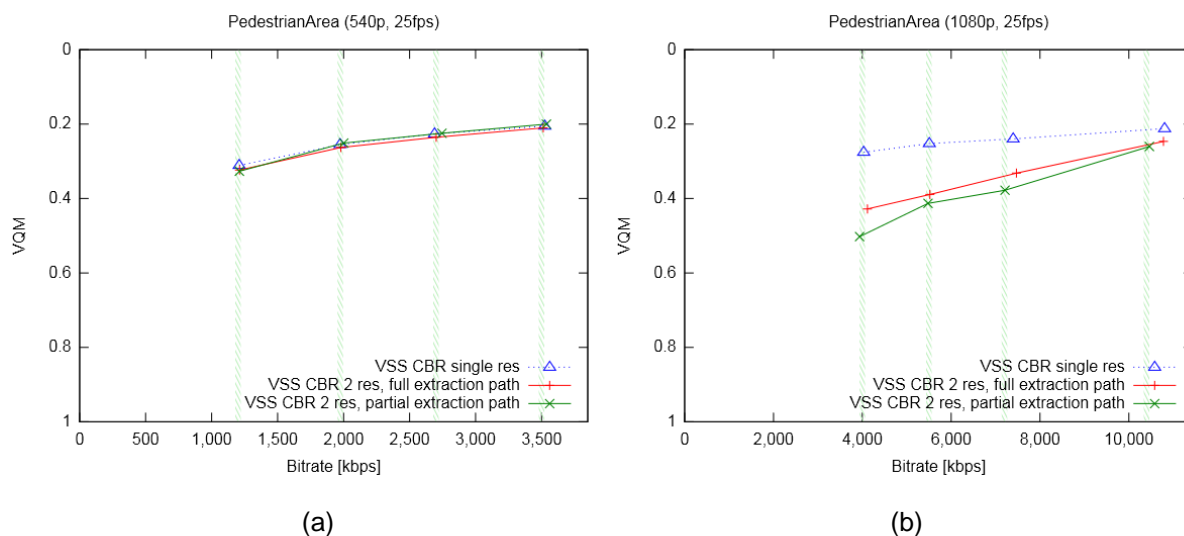 PedestrianArea (540p, 25fps)
0
0.2
0.4
0.6
0.8
1
VQM
VSS CBR single res
VSS CBR 2 res, full extraction path
VSS CBR 2 res, partial extraction path
0 500 1,000 1,500 2,000 2,500 3,000 3,500
Bitrate [kbps]
(a)
PedestrianArea (1080p, 25fps)
0
0.2
0.4
0.6
0.8
1
VQM
VSS CBR single res
VSS CBR 2 res, full extraction path
VSS CBR 2 res, partial extraction path
0 2,000 4,000 6,000 8,000 10,000
Bitrate [kbps]
(b)